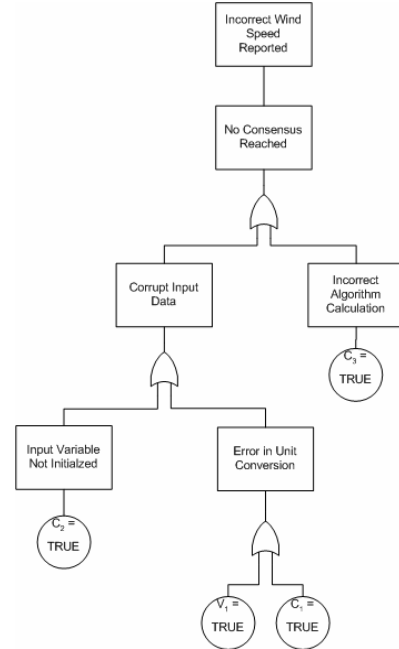 Incorrect Wind
Speed
Reported
No Consensus
Reached
Corrupt Input
Data
Incorrect
Algorithm
Calculation
C3 =
TRUE
Input Variable
Not Initialzed
Error in Unit
Conversion
C2 =
TRUE
V1 =
TRUE
C1 =
TRUE